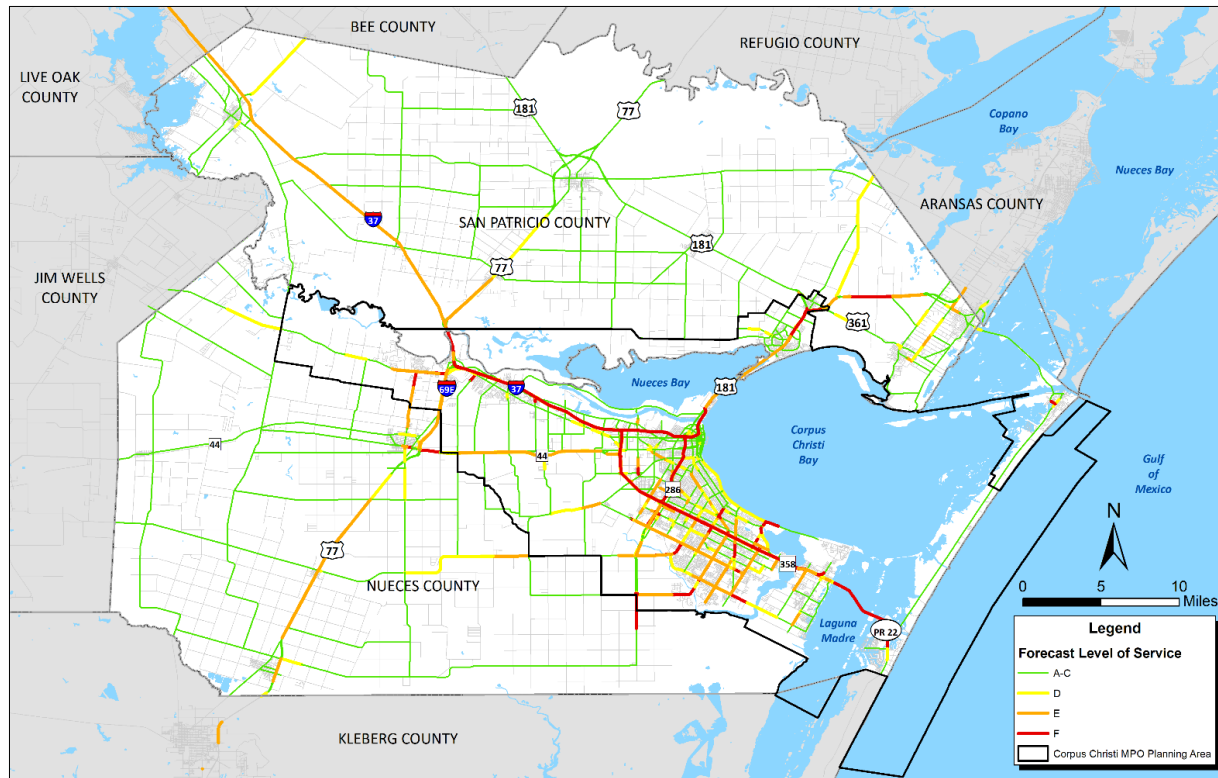 BEE COUNTY
REFUGIO COUNTY
LIVE OAK
COUNTY
181
77
Copano
Bay
Nueces Bay
ARANSAS COUNTY
37
SAN PATRICIO COUNTY
181
77
JIM WELLS
COUNTY
361
Nueces Bay
181
69E
37
Corpus
Christi
Bay
44
44
Gulf
of
Mexico
286
N
77
358
NUECES COUNTY
0 5 10
Miles
Laguna
Madre
PR 22
Legend
Forecast Level of Service
A-C
D
E
F
Corpus Christi MPO Planning Area
KLEBERG COUNTY